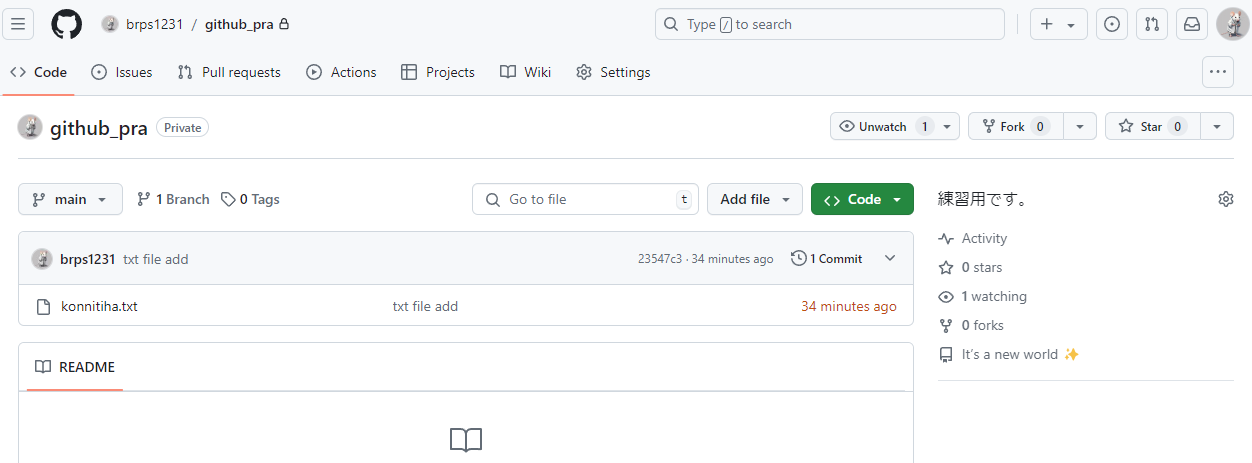 brps1231 / github_pra
Type / to search
Code Issues Pull requests Actions Projects Wiki Settings
github_pra Private
Unwatch 1 Fork 0 Star 0
main 1 Branch 0 Tags
Go to file t Add file Code
練習用です。
brps1231 txt file add 23547c3 · 34 minutes ago 1 Commit
konnitiha.txt txt file add 34 minutes ago
README
Activity
0 stars
1 watching
0 forks
It's a new world ✨